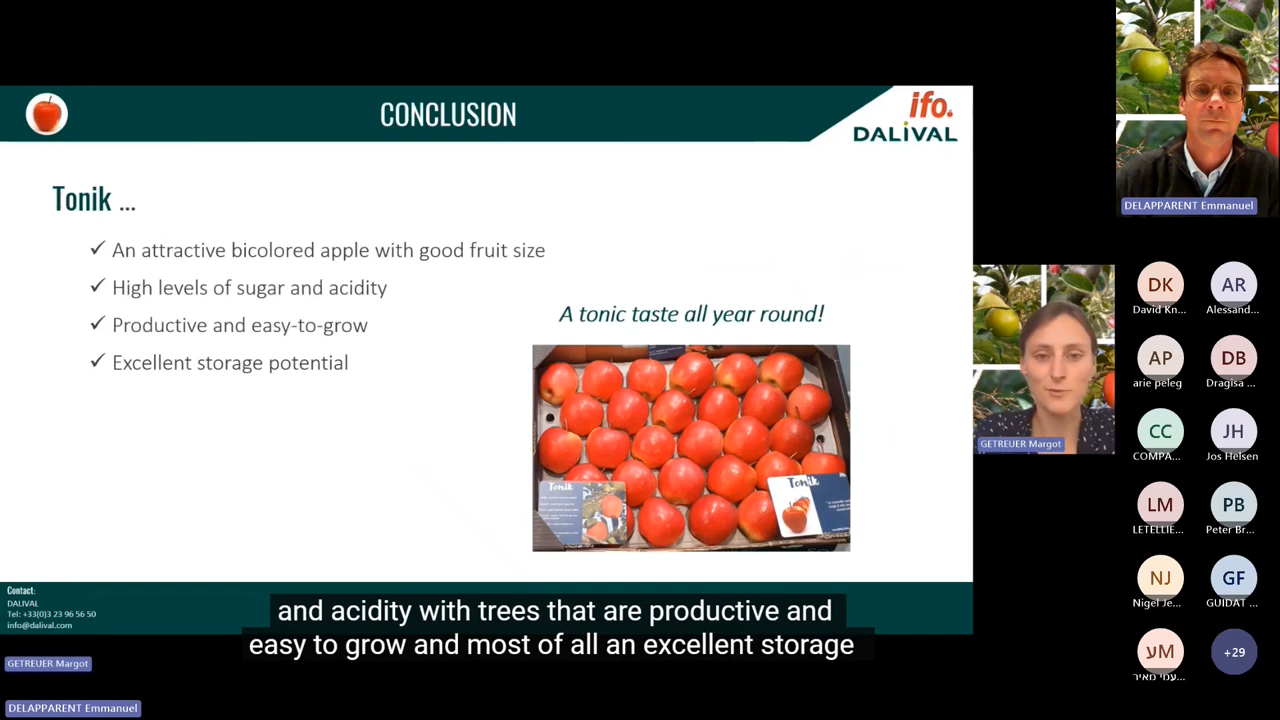 CONCLUSION
ifo.
DALIVAL
Tonik ...
✓ An attractive bicolored apple with good fruit size
✓ High levels of sugar and acidity
✓ Productive and easy-to-grow
✓ Excellent storage potential
A tonic taste all year round!
Tonik
Tonik
Contact:
DALIVAL
Tel: +33(0)3 23 96 56 50
info@dalival.com
and acidity with trees that are productive and
easy to grow and most of all an excellent storage
GETREUER Margot
DELAPPARENT Emmanuel
DELAPPARENT Emmanuel
GETREUER Margot
DK
AR
David Kn...
Alessand...
AP
DB
arie peleg
Dragisa ...
CC
JH
COMPA...
Jos Helsen
LM
PB
LETELLIE...
Peter Br...
NJ
GF
Nigel Je...
GUIDAT ...
עמ
+29
עמי מאיר...